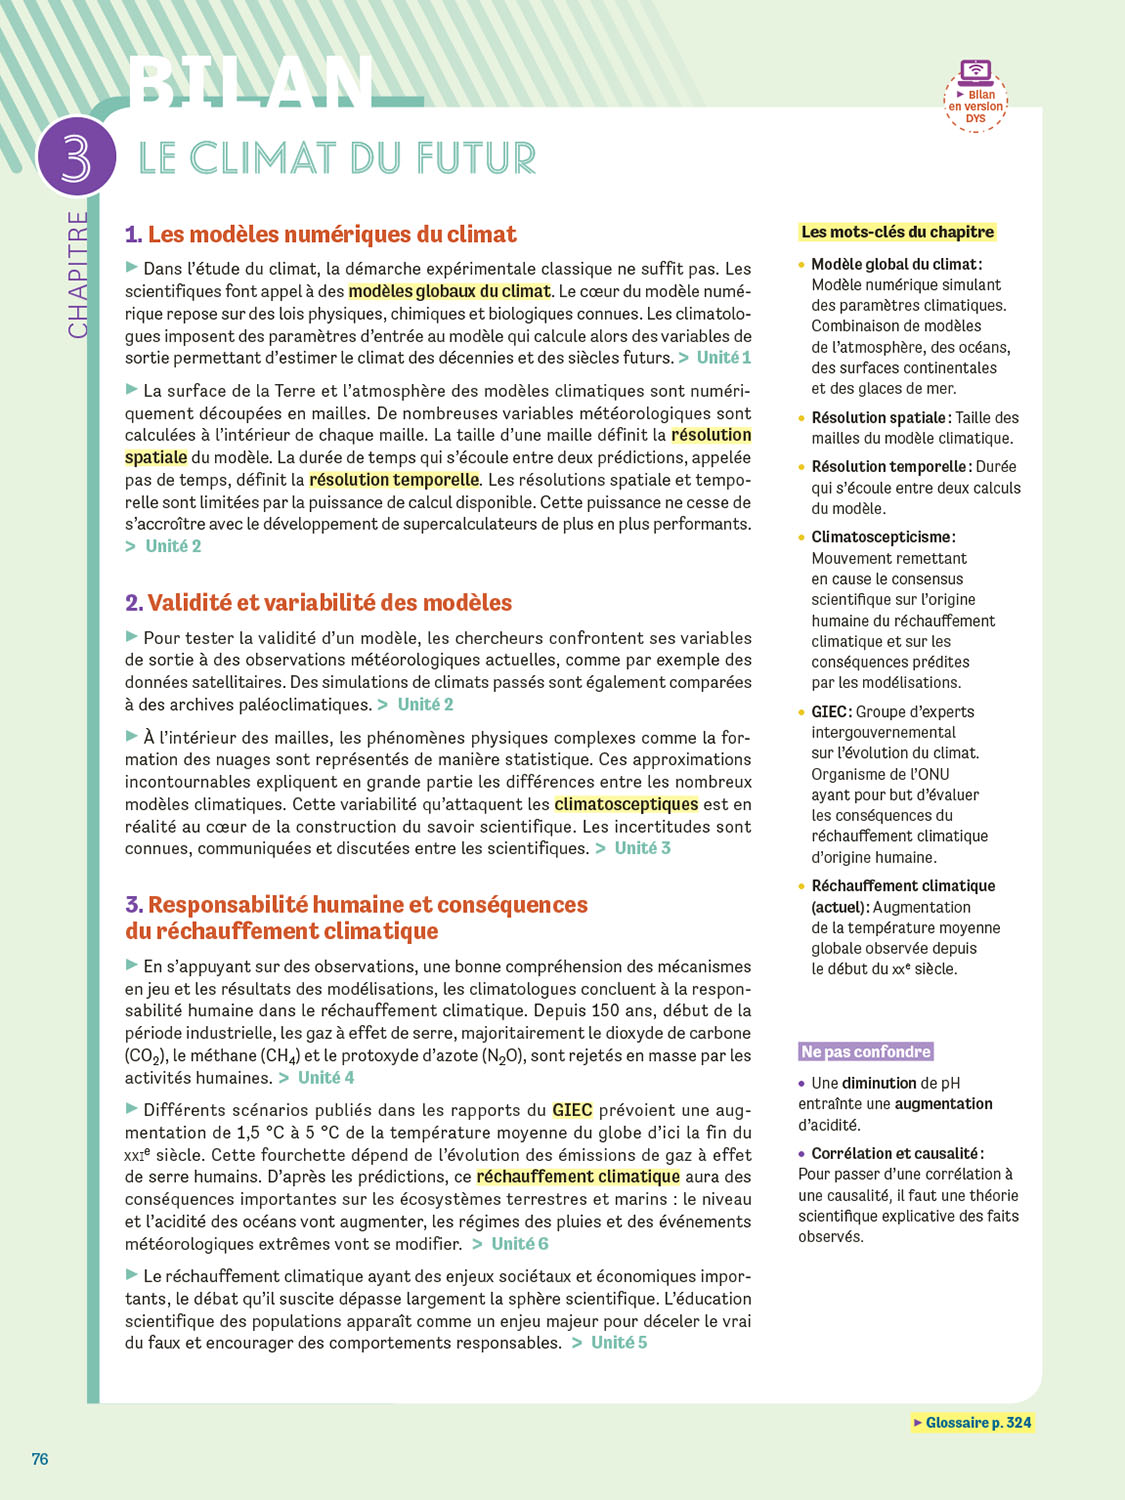 BILAN
▶ Bilan
en version
DYS
CHAPITRE
3
LE CLIMAT DU FUTUR
1. Les modèles numériques du climat
▶ Dans l'étude du climat, la démarche expérimentale classique ne suffit pas. Les
scientifiques font appel à des modèles globaux du climat. Le cœur du modèle numé-
rique repose sur des lois physiques, chimiques et biologiques connues. Les climatolo-
gues imposent des paramètres d'entrée au modèle qui calcule alors des variables de
sortie permettant d'estimer le climat des décennies et des siècles futurs. > Unité 1
▶ La surface de la Terre et l'atmosphère des modèles climatiques sont numéri-
quement découpées en mailles. De nombreuses variables météorologiques sont
calculées à l'intérieur de chaque maille. La taille d'une maille définit la résolution
spatiale du modèle. La durée de temps qui s'écoule entre deux prédictions, appelée
pas de temps, définit la résolution temporelle. Les résolutions spatiale et tempo-
relle sont limitées par la puissance de calcul disponible. Cette puissance ne cesse de
s'accroître avec le développement de supercalculateurs de plus en plus performants.
> Unité 2
2. Validité et variabilité des modèles
▶ Pour tester la validité d'un modèle, les chercheurs confrontent ses variables
de sortie à des observations météorologiques actuelles, comme par exemple des
données satellitaires. Des simulations de climats passés sont également comparées
à des archives paléoclimatiques. > Unité 2
▶ À l'intérieur des mailles, les phénomènes physiques complexes comme la for-
mation des nuages sont représentés de manière statistique. Ces approximations
incontournables expliquent en grande partie les différences entre les nombreux
modèles climatiques. Cette variabilité qu'attaquent les climatosceptiques est en
réalité au cœur de la construction du savoir scientifique. Les incertitudes sont
connues, communiquées et discutées entre les scientifiques. > Unité 3
3. Responsabilité humaine et conséquences
du réchauffement climatique
▶ En s'appuyant sur des observations, une bonne compréhension des mécanismes
en jeu et les résultats des modélisations, les climatologues concluent à la respon-
sabilité humaine dans le réchauffement climatique. Depuis 150 ans, début de la
période industrielle, les gaz à effet de serre, majoritairement le dioxyde de carbone
(CO₂), le méthane (CH₄) et le protoxyde d'azote (N₂O), sont rejetés en masse par les
activités humaines. > Unité 4
▶ Différents scénarios publiés dans les rapports du GIEC prévoient une aug-
mentation de 1,5 °C à 5 °C de la température moyenne du globe d'ici la fin du
XXIe siècle. Cette fourchette dépend de l'évolution des émissions de gaz à effet
de serre humains. D'après les prédictions, ce réchauffement climatique aura des
conséquences importantes sur les écosystèmes terrestres et marins : le niveau
et l'acidité des océans vont augmenter, les régimes des pluies et des événements
météorologiques extrêmes vont se modifier. > Unité 6
▶ Le réchauffement climatique ayant des enjeux sociétaux et économiques impor-
tants, le débat qu'il suscite dépasse largement la sphère scientifique. L'éducation
scientifique des populations apparaît comme un enjeu majeur pour déceler le vrai
du faux et encourager des comportements responsables. > Unité 5
Les mots-clés du chapitre
• Modèle global du climat :
Modèle numérique simulant
des paramètres climatiques.
Combinaison de modèles
de l'atmosphère, des océans,
des surfaces continentales
et des glaces de mer.
• Résolution spatiale : Taille des
mailles du modèle climatique.
• Résolution temporelle : Durée
qui s'écoule entre deux calculs
du modèle.
• Climatoscepticisme :
Mouvement remettant
en cause le consensus
scientifique sur l'origine
humaine du réchauffement
climatique et sur les
conséquences prédites
par les modélisations.
• GIEC : Groupe d'experts
intergouvernemental
sur l'évolution du climat.
Organisme de l'ONU
ayant pour but d'évaluer
les conséquences du
réchauffement climatique
d'origine humaine.
• Réchauffement climatique
(actuel) : Augmentation
de la température moyenne
globale observée depuis
le début du XXe siècle.
Ne pas confondre
• Une diminution de pH
entraînte une augmentation
d'acidité.
• Corrélation et causalité :
Pour passer d'une corrélation à
une causalité, il faut une théorie
scientifique explicative des faits
observés.
▶ Glossaire p. 324
76